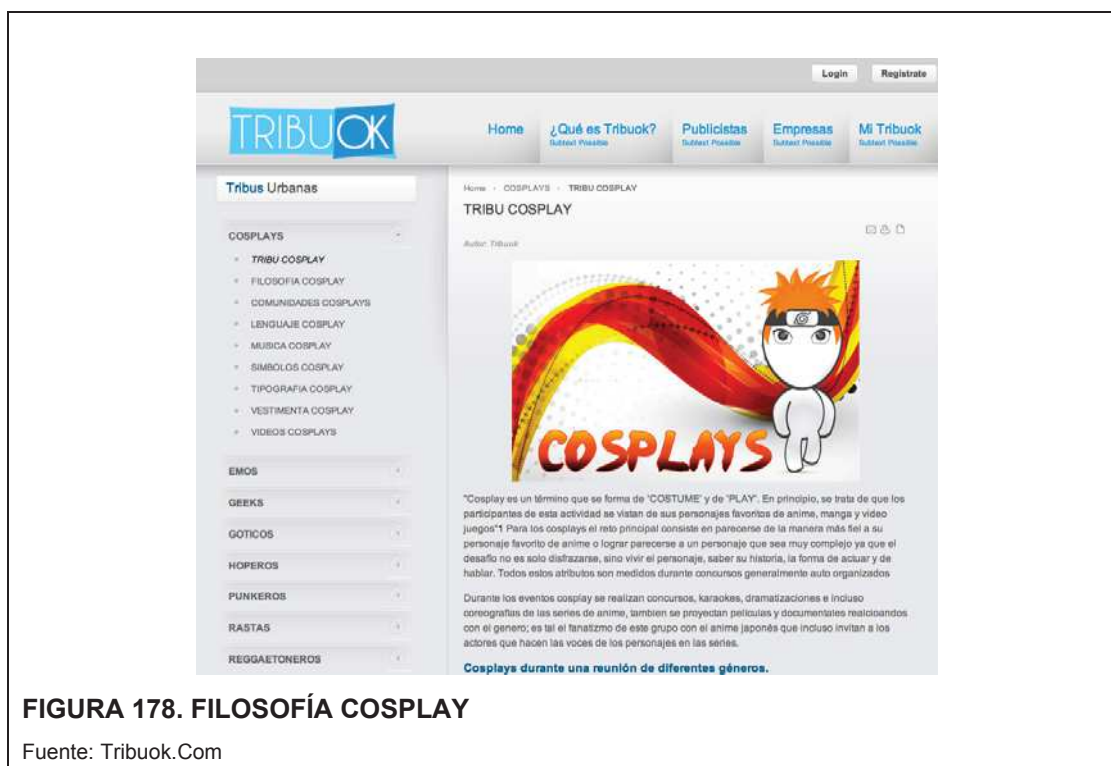 Login Registrate
TRIBUOK
Home ¿Qué es Tribuok? Publicistas Empresas Mi Tribuok
Subtext Possible Subtext Possible Subtext Possible Subtext Possible
Tribus Urbanas
COSPLAYS
TRIBU COSPLAY
FILOSOFIA COSPLAY
COMUNIDADES COSPLAYS
LENGUAJE COSPLAY
MUSICA COSPLAY
SIMBOLOS COSPLAY
TIPOGRAFIA COSPLAY
VESTIMENTA COSPLAY
VIDEOS COSPLAYS
EMOS
GEEKS
GOTICOS
HOPEROS
PUNKEROS
RASTAS
REGGAETONEROS
Home COSPLAYS TRIBU COSPLAY
TRIBU COSPLAY
Autor: Tribuok
COSPLAYS
"Cosplay es un término que se forma de 'COSTUME' y de 'PLAY'. En principio, se trata de que los
participantes de esta actividad se vistan de sus personajes favoritos de anime, manga y video
juegos"1 Para los cosplays el reto principal consiste en parecerse de la manera más fiel a su
personaje favorito de anime o lograr parecerse a un personaje que sea muy complejo ya que el
desafío no es solo disfrazarse, sino vivir el personaje, saber su historia, la forma de actuar y de
hablar. Todos estos atributos son medidos durante concursos generalmente auto organizados
Durante los eventos cosplay se realizan concursos, karaokes, dramatizaciones e incluso
coreografias de las series de anime, tambien se proyectan películas y documentales realcioandos
con el genero; es tal el fanatizmo de este grupo con el anime japonés que incluso invitan a los
actores que hacen las voces de los personajes en las series.
Cosplays durante una reunión de diferentes géneros.
FIGURA 178. FILOSOFÍA COSPLAY
Fuente: Tribuok.Com